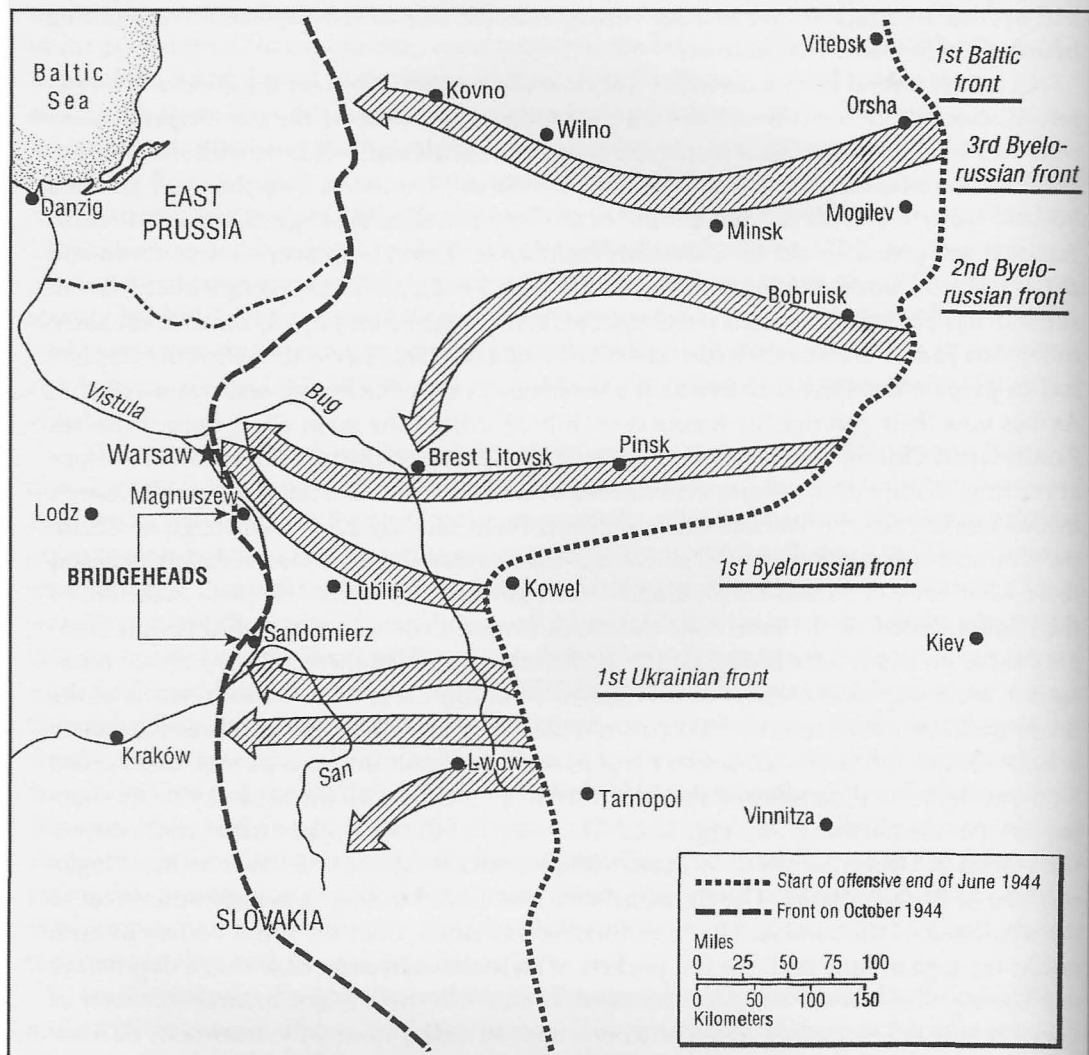 Vitebsk
1st Baltic
front
Baltic
Sea
Kovno
Orsha
Wilno
3rd Byelo-
russian front
Danzig
EAST
PRUSSIA
Mogilev
Minsk
2nd Byelo-
russian front
Bobruisk
Vistula
Bug
Warsaw
Brest Litovsk
Pinsk
Magnuszew
Lodz
BRIDGEHEADS
1st Byelorussian front
Lublin
Kowel
Sandomierz
Kiev
1st Ukrainian front
Kraków
San
Lwow
Tarnopol
Vinnitza
SLOVAKIA
Start of offensive end of June 1944
Front on October 1944
Miles
0 25 50 75 100
0 50 100 150
Kilometers